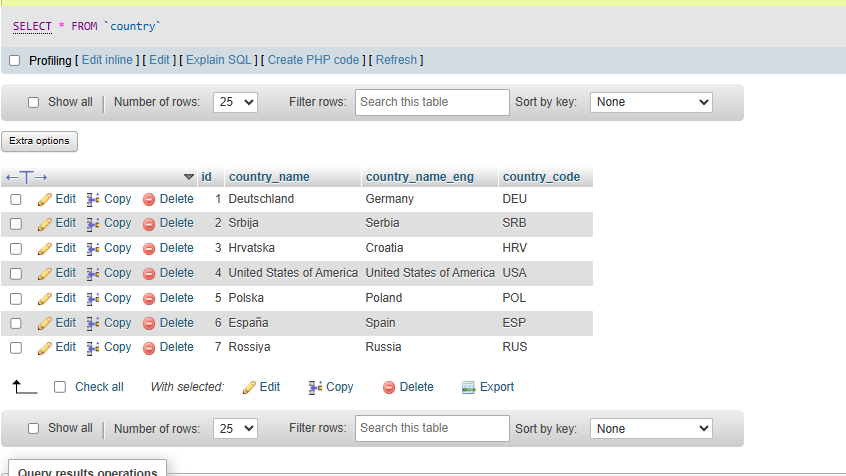 SELECT * FROM `country`
Profiling [ Edit inline ] [ Edit ] [ Explain SQL ] [ Create PHP code ] [ Refresh ]
Show all Number of rows: 25 Filter rows: Search this table Sort by key: None
Extra options
←T→ id country_name country_name_eng country_code
Edit Copy Delete 1 Deutschland Germany DEU
Edit Copy Delete 2 Srbija Serbia SRB
Edit Copy Delete 3 Hrvatska Croatia HRV
Edit Copy Delete 4 United States of America United States of America USA
Edit Copy Delete 5 Polska Poland POL
Edit Copy Delete 6 España Spain ESP
Edit Copy Delete 7 Rossiya Russia RUS
Check all With selected: Edit Copy Delete Export
Show all Number of rows: 25 Filter rows: Search this table Sort by key: None
Query results operations